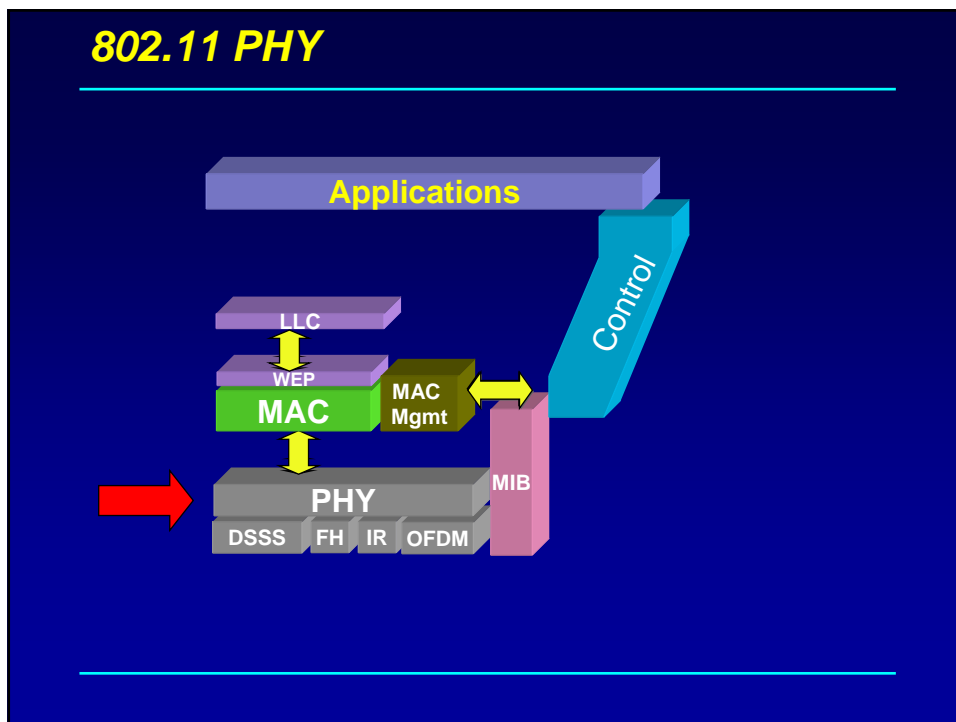 802.11 PHY
Applications
Control
LLC
WEP
MAC
MAC
Mgmt
MIB
PHY
DSSS
FH
IR
OFDM